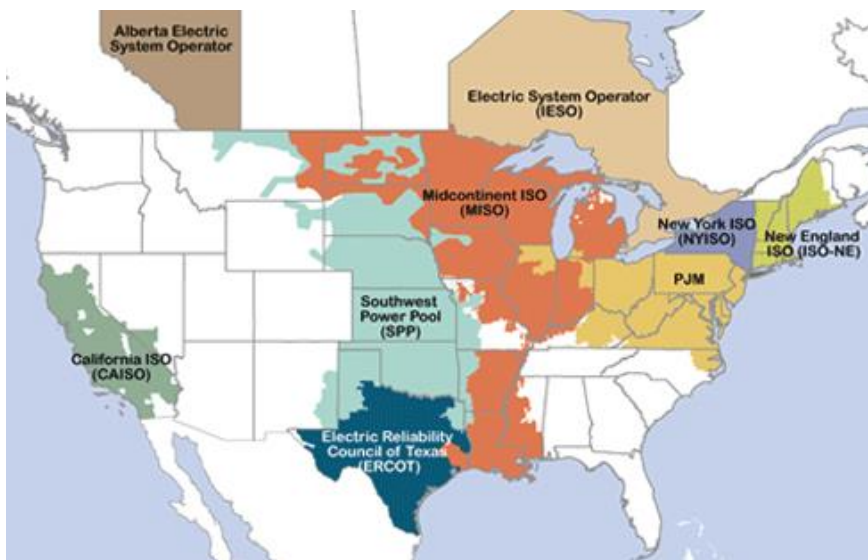 Alberta Electric
System Operator
Electric System Operator
(IESO)
Midcontinent ISO
(MISO)
New York ISO
(NYISO)
New England
ISO (ISO-NE)
PJM
Southwest
Power Pool
(SPP)
California ISO
(CAISO)
Electric Reliability
Council of Texas
(ERCOT)